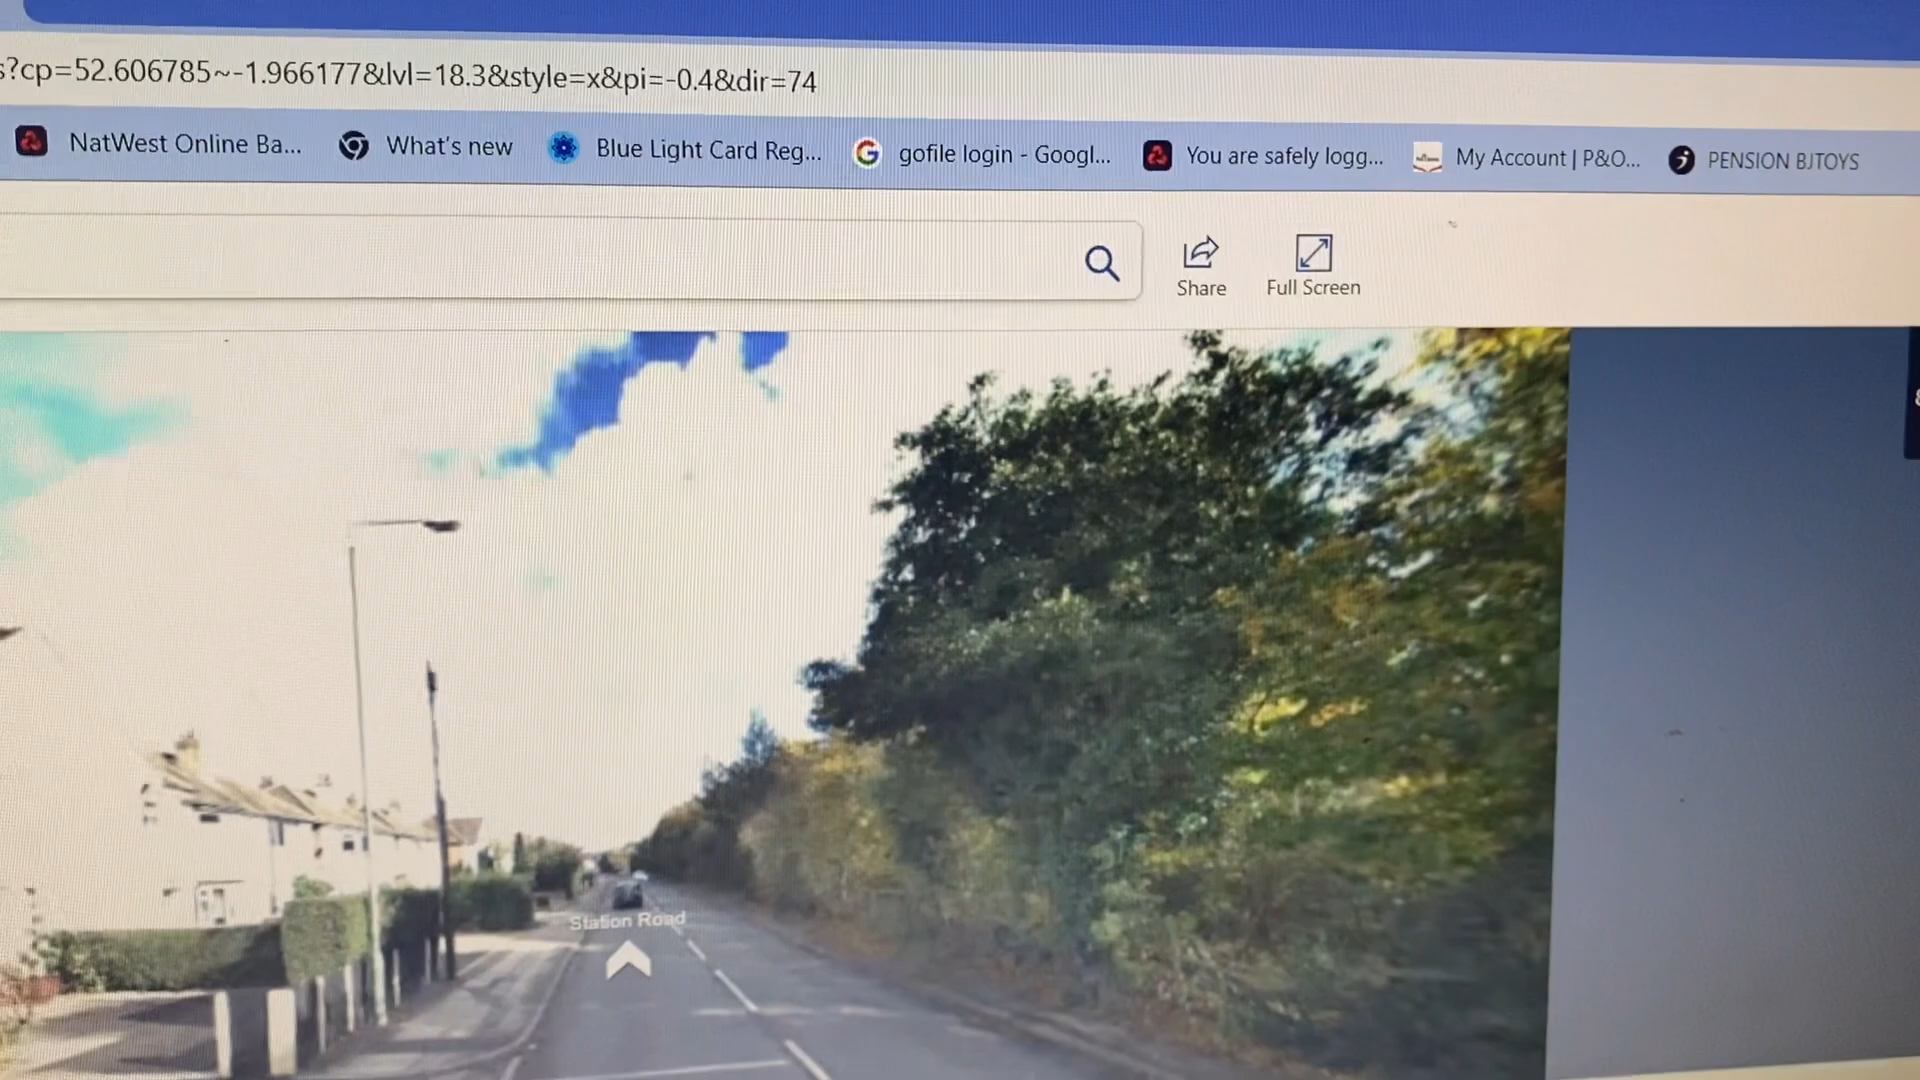 s?cp=52.606785~-1.966177&lvl=18.3&style=x&pi=-0.4&dir=74
NatWest Online Ba... What's new Blue Light Card Reg... gofile login - Googl... You are safely logg... My Account | P&O... PENSION BJTOYS
Share Full Screen
Station Road